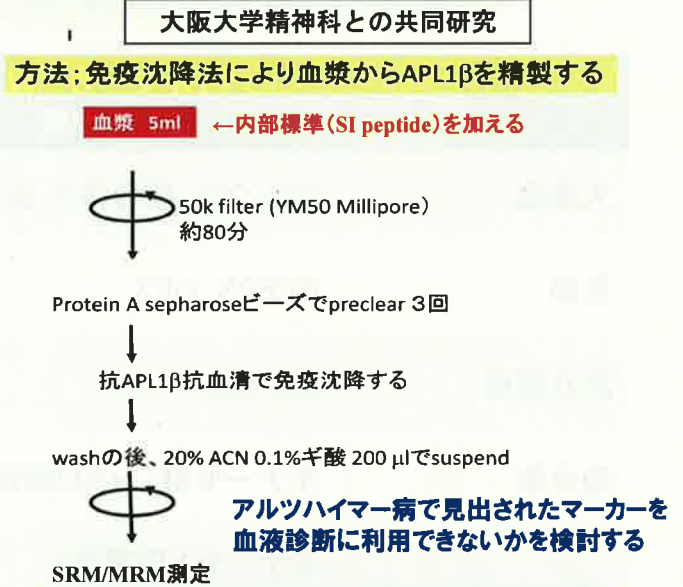 大阪大学精神科との共同研究
方法;免疫沈降法により血漿からAPL1βを精製する
血漿 5ml ←内部標準(SI peptide)を加える
50k filter (YM50 Millipore)
約80分
Protein A sepharoseビーズでpreclear 3回
抗APL1β抗血清で免疫沈降する
washの後、20% ACN 0.1%ギ酸 200 μlでsuspend
アルツハイマー病で見出されたマーカーを
血液診断に利用できないかを検討する
SRM/MRM測定